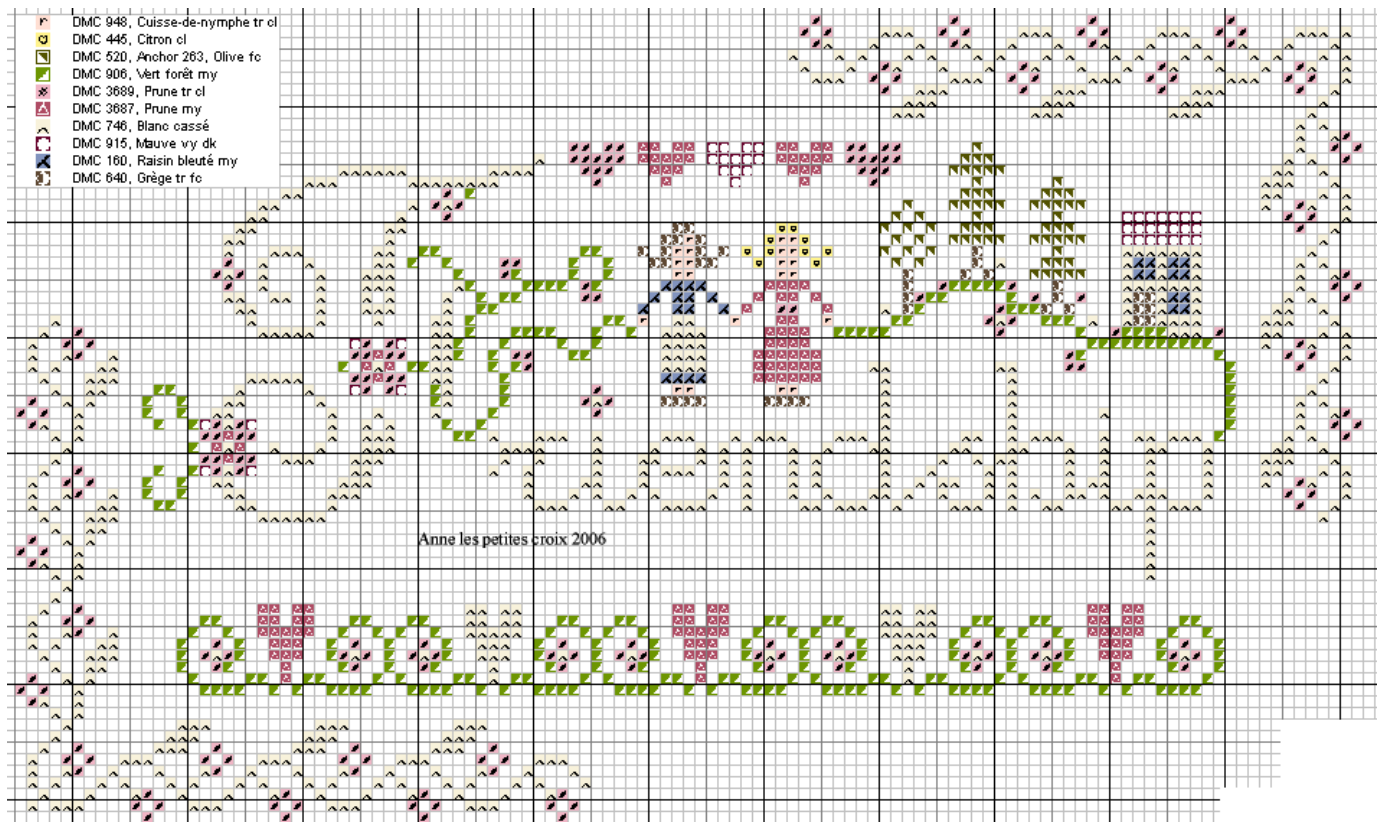 DMC 948, Cuisse-de-nymphe tr cl
DMC 445, Citron cl
DMC 520, Anchor 263, Olive fc
DMC 906, Vert forêt my
DMC 3689, Prune tr cl
DMC 3687, Prune my
DMC 746, Blanc cassé
DMC 915, Mauve vy dk
DMC 160, Raisin bleuté my
DMC 640, Grège tr fc
Friendship
Anne les petites croix 2006